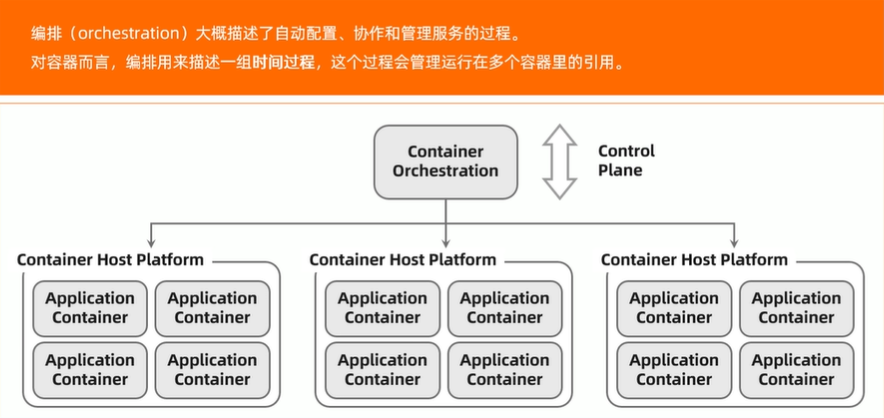 编排（orchestration）大概描述了自动配置、协作和管理服务的过程。
对容器而言，编排用来描述一组时间过程，这个过程会管理运行在多个容器里的引用。
Container
Orchestration
Control
Plane
Container Host Platform
Application
Container
Application
Container
Application
Container
Application
Container
Container Host Platform
Application
Container
Application
Container
Application
Container
Application
Container
Container Host Platform
Application
Container
Application
Container
Application
Container
Application
Container